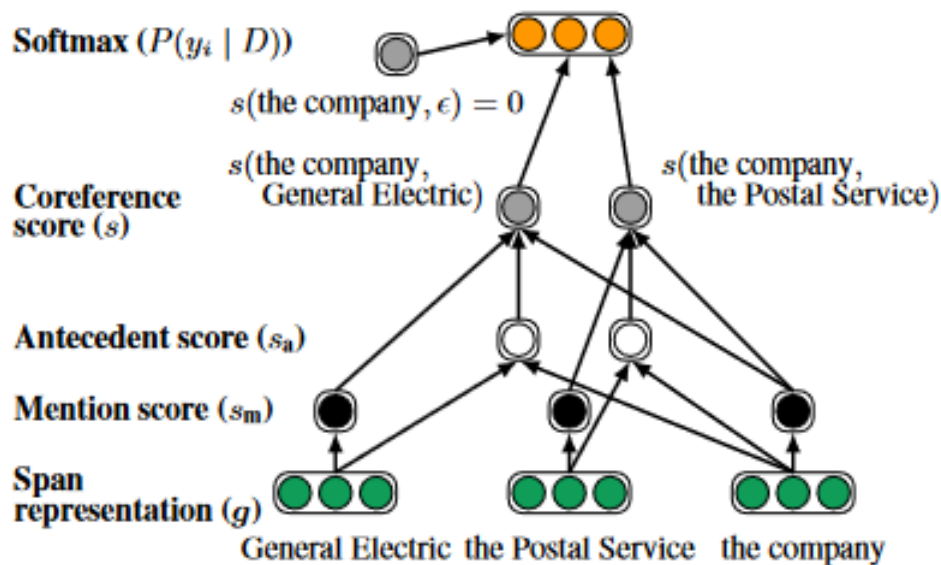 Softmax (P(y_i | D))
s(the company, ϵ) = 0
s(the company,
General Electric)
s(the company,
the Postal Service)
Coreference
score (s)
Antecedent score (s_a)
Mention score (s_m)
Span
representation (g)
General Electric the Postal Service the company